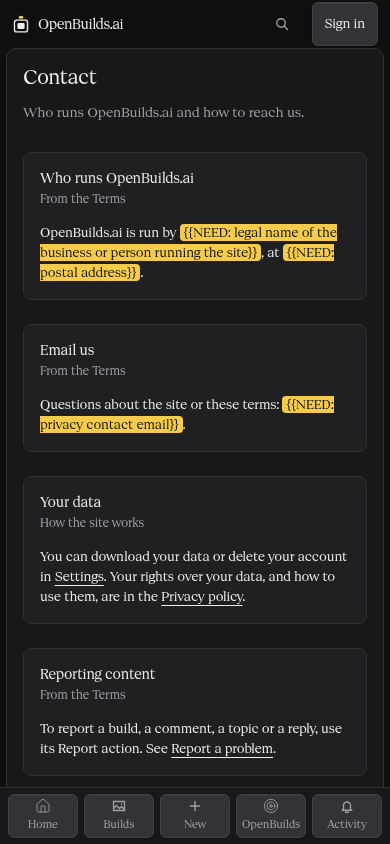 OpenBuilds.ai
Sign in
Contact
Who runs OpenBuilds.ai and how to reach us.
Who runs OpenBuilds.ai
From the Terms
OpenBuilds.ai is run by {{NEED: legal name of the
business or person running the site}}, at {{NEED:
postal address}}.
Email us
From the Terms
Questions about the site or these terms: {{NEED:
privacy contact email}}.
Your data
How the site works
You can download your data or delete your account
in Settings. Your rights over your data, and how to
use them, are in the Privacy policy.
Reporting content
From the Terms
To report a build, a comment, a topic or a reply, use
its Report action. See Report a problem.
Home
Builds
New
OpenBuilds
Activity